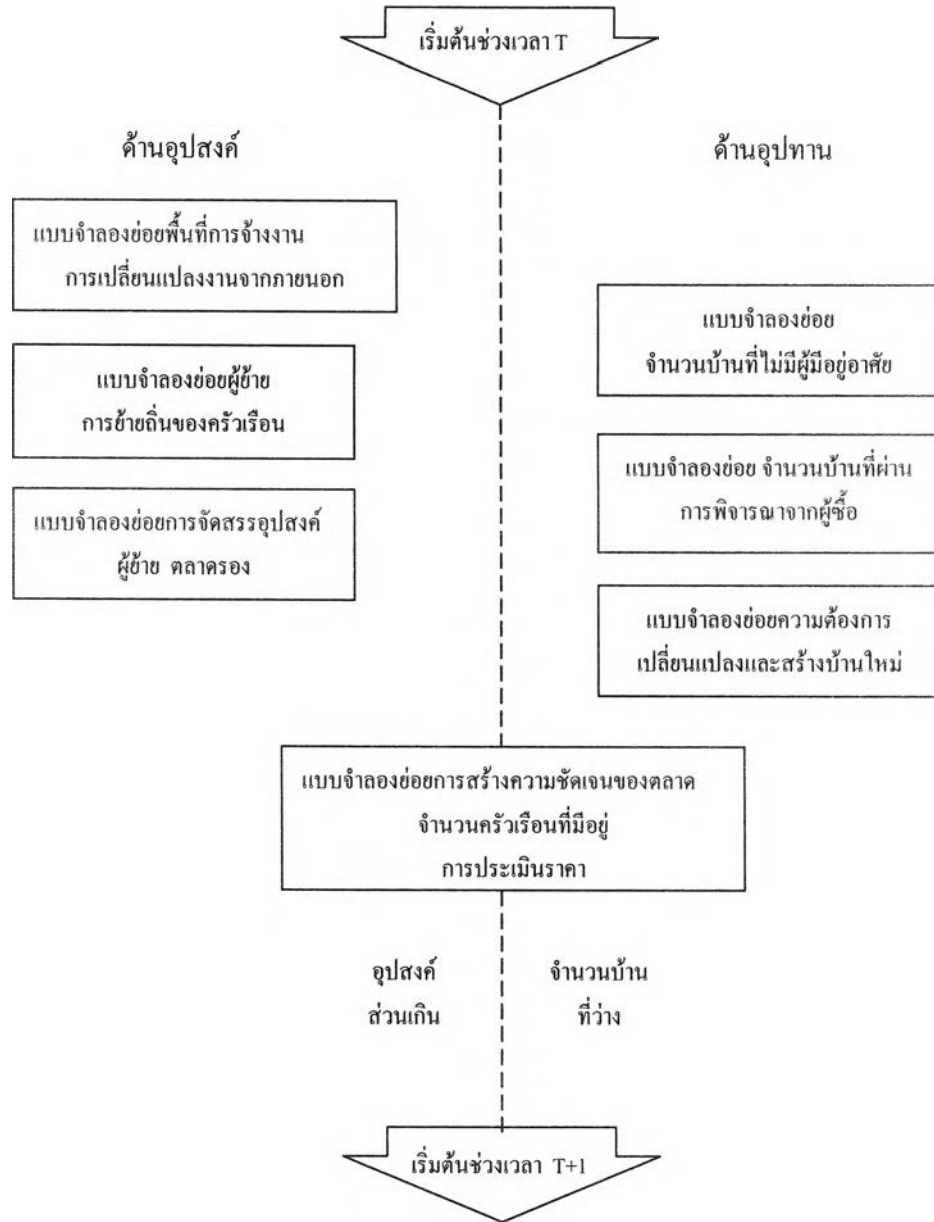 เริ่มต้นช่วงเวลา T
ด้านอุปสงค์
ด้านอุปทาน
แบบจำลองย่อยพื้นที่การจ้างงาน
การเปลี่ยนแปลงงานจากภายนอก
แบบจำลองย่อยผู้ย้าย
การย้ายถิ่นของครัวเรือน
แบบจำลองย่อยการจัดสรรอุปสงค์
ผู้ย้าย ตลาดรอง
แบบจำลองย่อย
จำนวนบ้านที่ไม่มีผู้มีอยู่อาศัย
แบบจำลองย่อย จำนวนบ้านที่ผ่าน
การพิจารณาจากผู้ซื้อ
แบบจำลองย่อยความต้องการ
เปลี่ยนแปลงและสร้างบ้านใหม่
แบบจำลองย่อยการสร้างความชัดเจนของตลาด
จำนวนครัวเรือนที่มีอยู่
การประเมินราคา
อุปสงค์
ส่วนเกิน
จำนวนบ้าน
ที่ว่าง
เริ่มต้นช่วงเวลา T+1